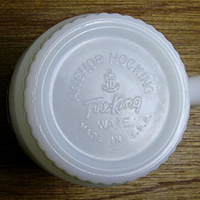 ANCHOR HOCKING
Fire-King
WARE
MADE IN U.S.A.